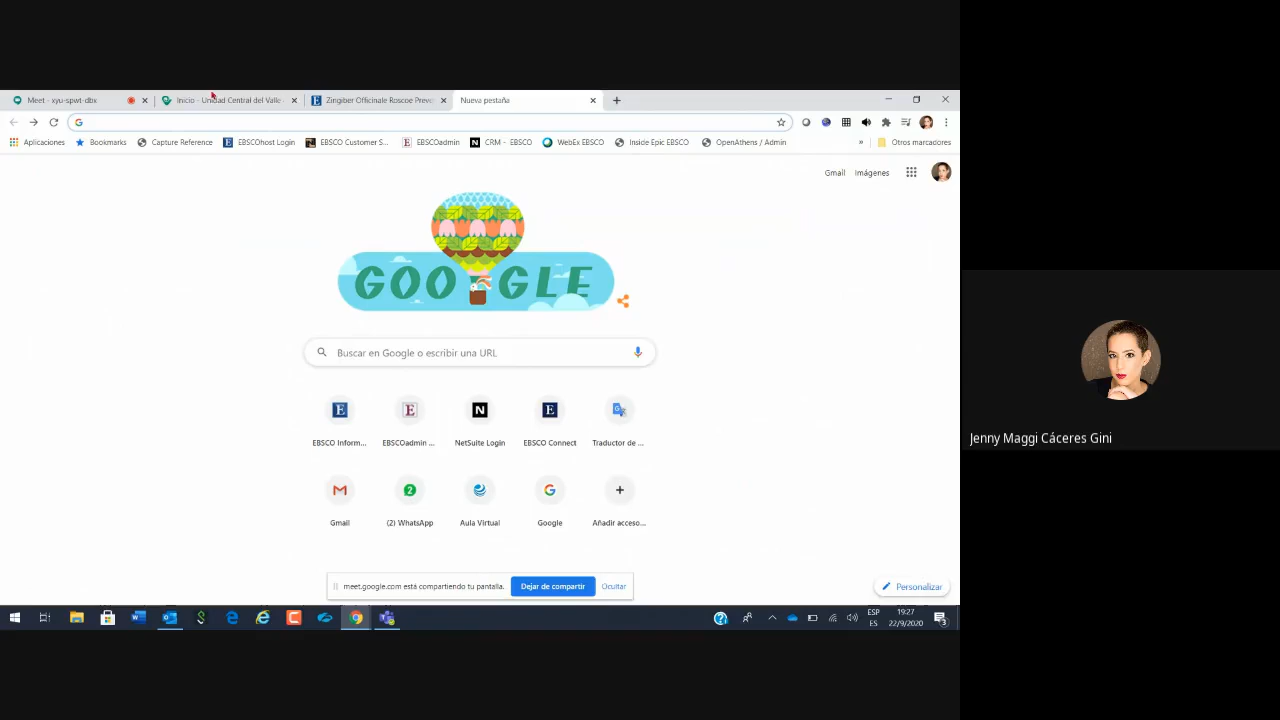 Meet - xyu-spwt-dbx
Inicio - Unidad Central del Valle
Zingiber Officinale Roscoe Preve
Nueva pestaña
Aplicaciones
Bookmarks
Capture Reference
EBSCOhost Login
EBSCO Customer S...
EBSCOadmin
CRM - EBSCO
WebEx EBSCO
Inside Epic EBSCO
OpenAthens / Admin
»
Otros marcadores
Gmail
Imágenes
GOOGLE
Buscar en Google o escribir una URL
EBSCO Inform...
EBSCOadmin ...
NetSuite Login
EBSCO Connect
Traductor de ...
Gmail
(2) WhatsApp
Aula Virtual
Google
Añadir acceso...
meet.google.com está compartiendo tu pantalla.
Dejar de compartir
Ocultar
Personalizar
ESP
ES
19:27
22/9/2020
Jenny Maggi Cáceres Gini